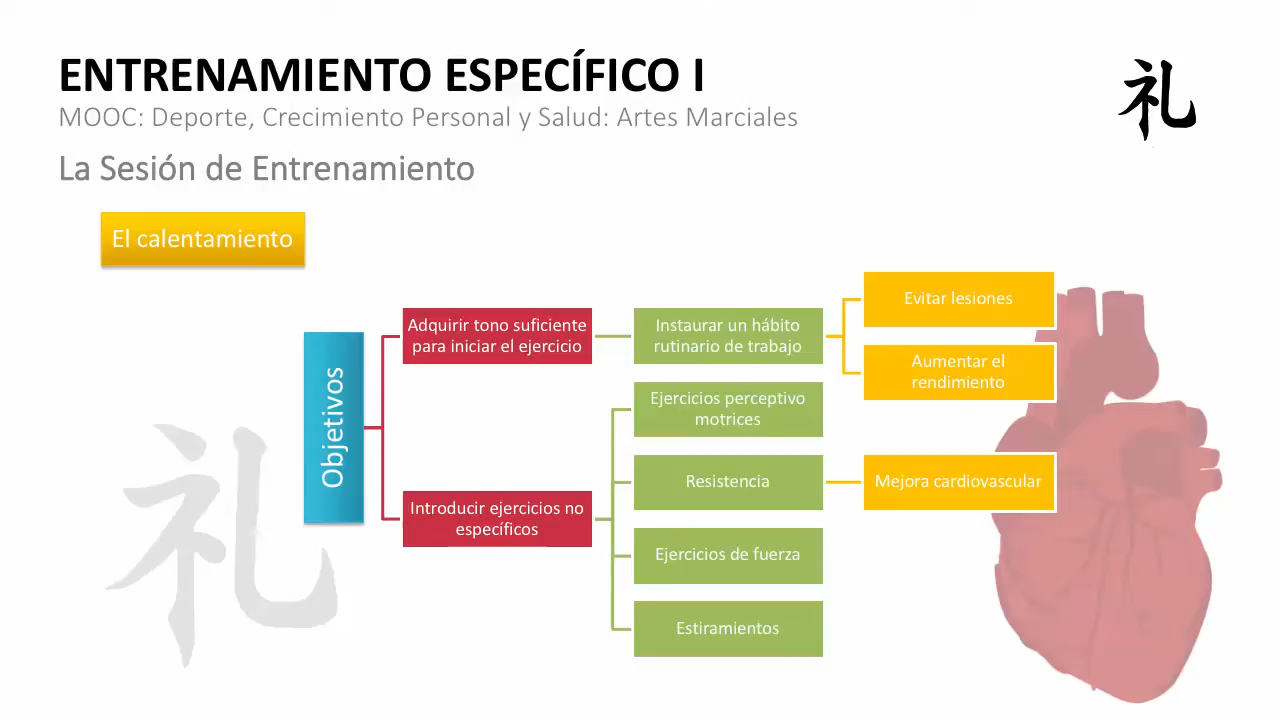 ENTRENAMIENTO ESPECÍFICO I
MOOC: Deporte, Crecimiento Personal y Salud: Artes Marciales
礼
La Sesión de Entrenamiento
El calentamiento
Objetivos
Adquirir tono suficiente
para iniciar el ejercicio
Instaurar un hábito
rutinario de trabajo
Evitar lesiones
Aumentar el
rendimiento
Introducir ejercicios no
específicos
Ejercicios perceptivo
motrices
Resistencia
Mejora cardiovascular
Ejercicios de fuerza
Estiramientos
礼